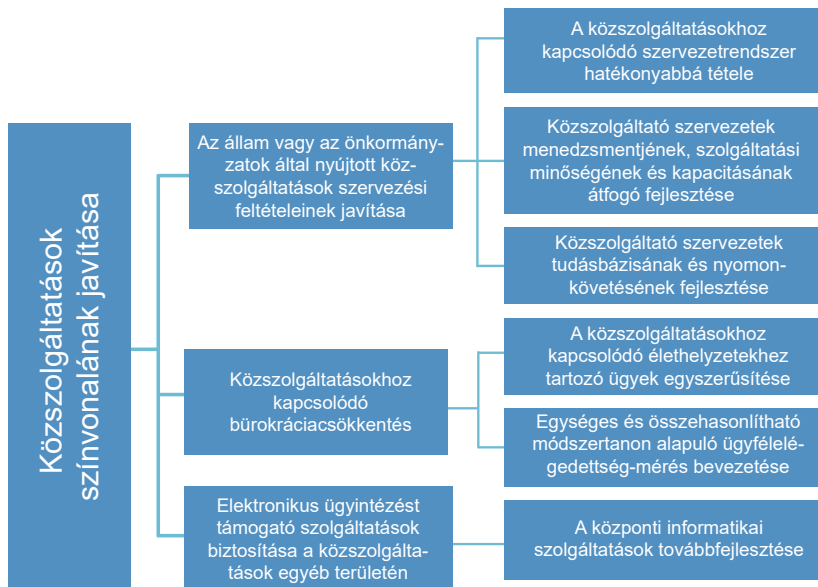 Közszolgáltatások
színvonalának javítása
Az állam vagy az önkormány-
zatok által nyújtott köz-
szolgáltatások szervezési
feltételeinek javítása
A közszolgáltatásokhoz
kapcsolódó szervezetrendszer
hatékonyabbá tétele
Közszolgáltató szervezetek
menedzsmentjének, szolgáltatási
minőségének és kapacitásának
átfogó fejlesztése
Közszolgáltató szervezetek
tudásbázisának és nyomon-
követésének fejlesztése
Közszolgáltatásokhoz
kapcsolódó
bürokráciacsökkentés
A közszolgáltatásokhoz
kapcsolódó élethelyzetekhez
tartozó ügyek egyszerűsítése
Egységes és összehasonlítható
módszertanon alapuló ügyfélelé-
gedettség-mérés bevezetése
Elektronikus ügyintézést
támogató szolgáltatások
biztosítása a közszolgálta-
tások egyéb területén
A központi informatikai
szolgáltatások továbbfejlesztése